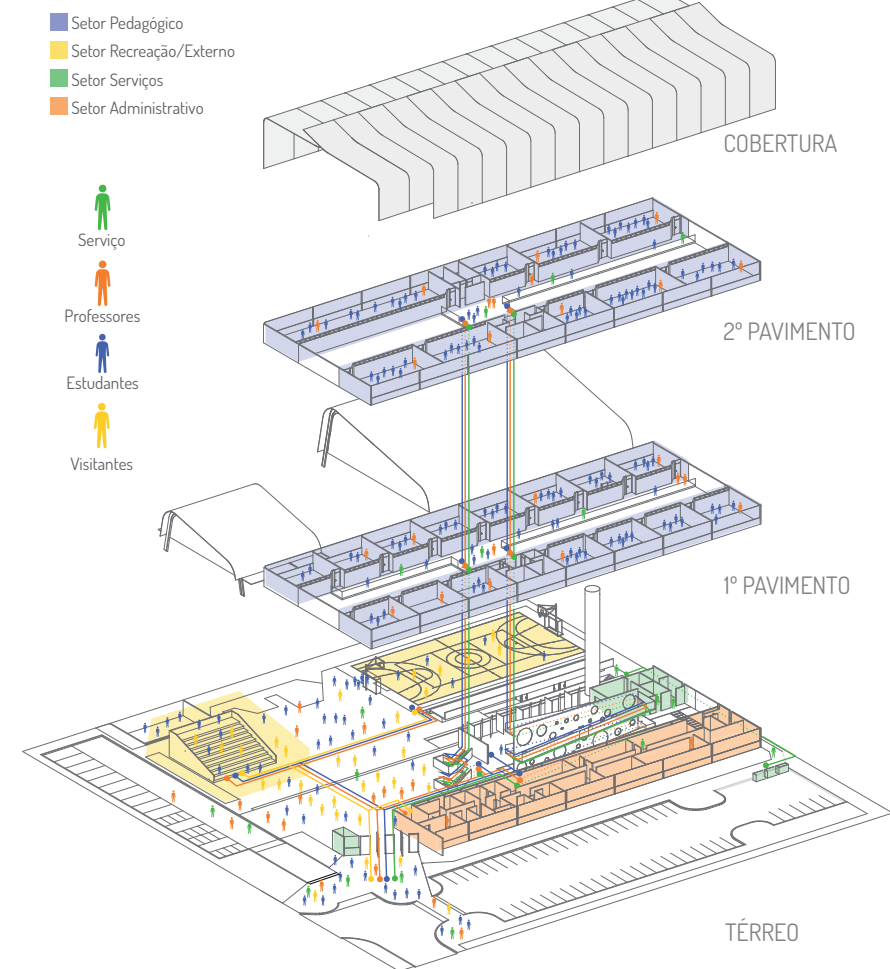 Setor Pedagógico
Setor Recreação/Externo
Setor Serviços
Setor Administrativo
COBERTURA
Serviço
Professores
2º PAVIMENTO
Estudantes
Visitantes
1º PAVIMENTO
TÉRREO